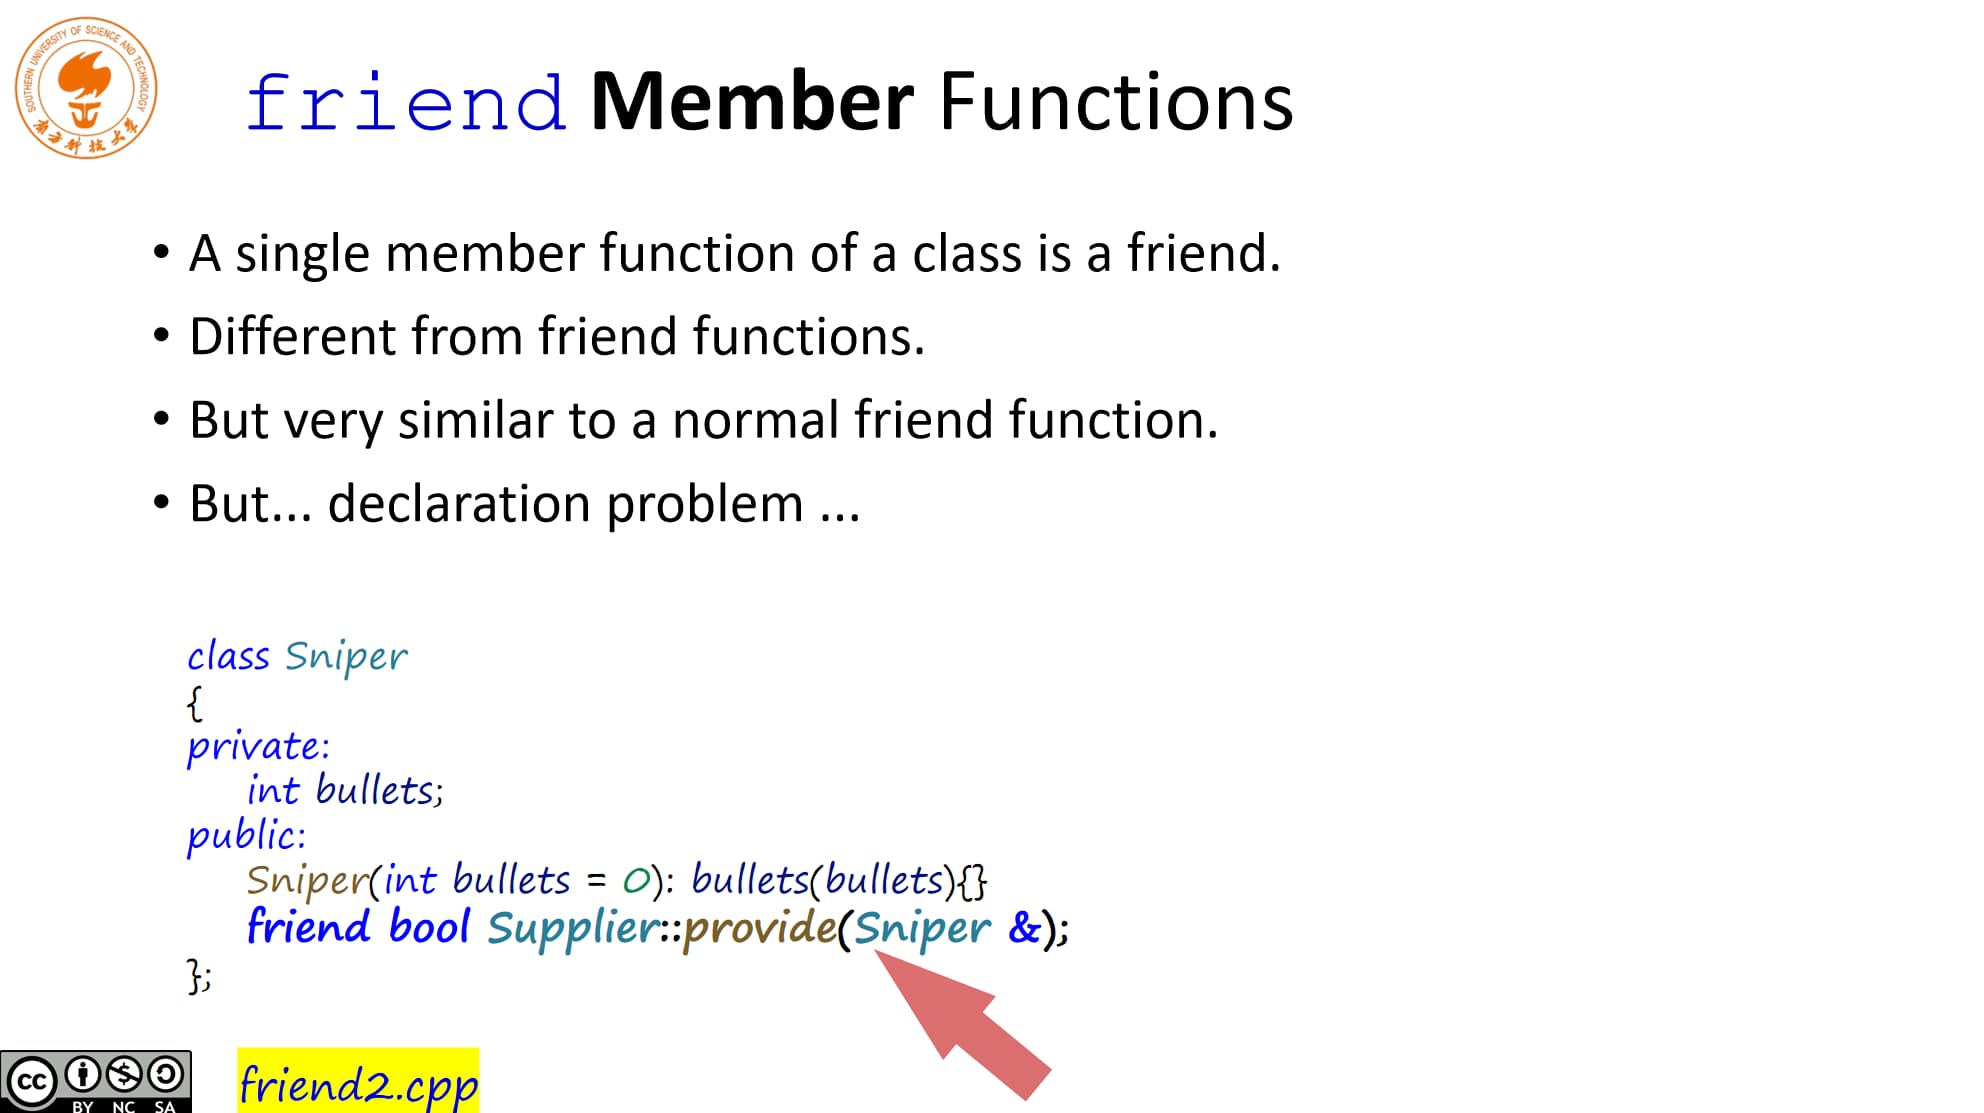 SOUTHERN UNIVERSITY OF SCIENCE AND TECHNOLOGY
南方科技大学
friend Member Functions
• A single member function of a class is a friend.
• Different from friend functions.
• But very similar to a normal friend function.
• But... declaration problem ...
class Sniper
{
private:
int bullets;
public:
Sniper(int bullets = 0): bullets(bullets){}
friend bool Supplier::provide(Sniper &);
};
cc
BY NC SA
friend2.cpp